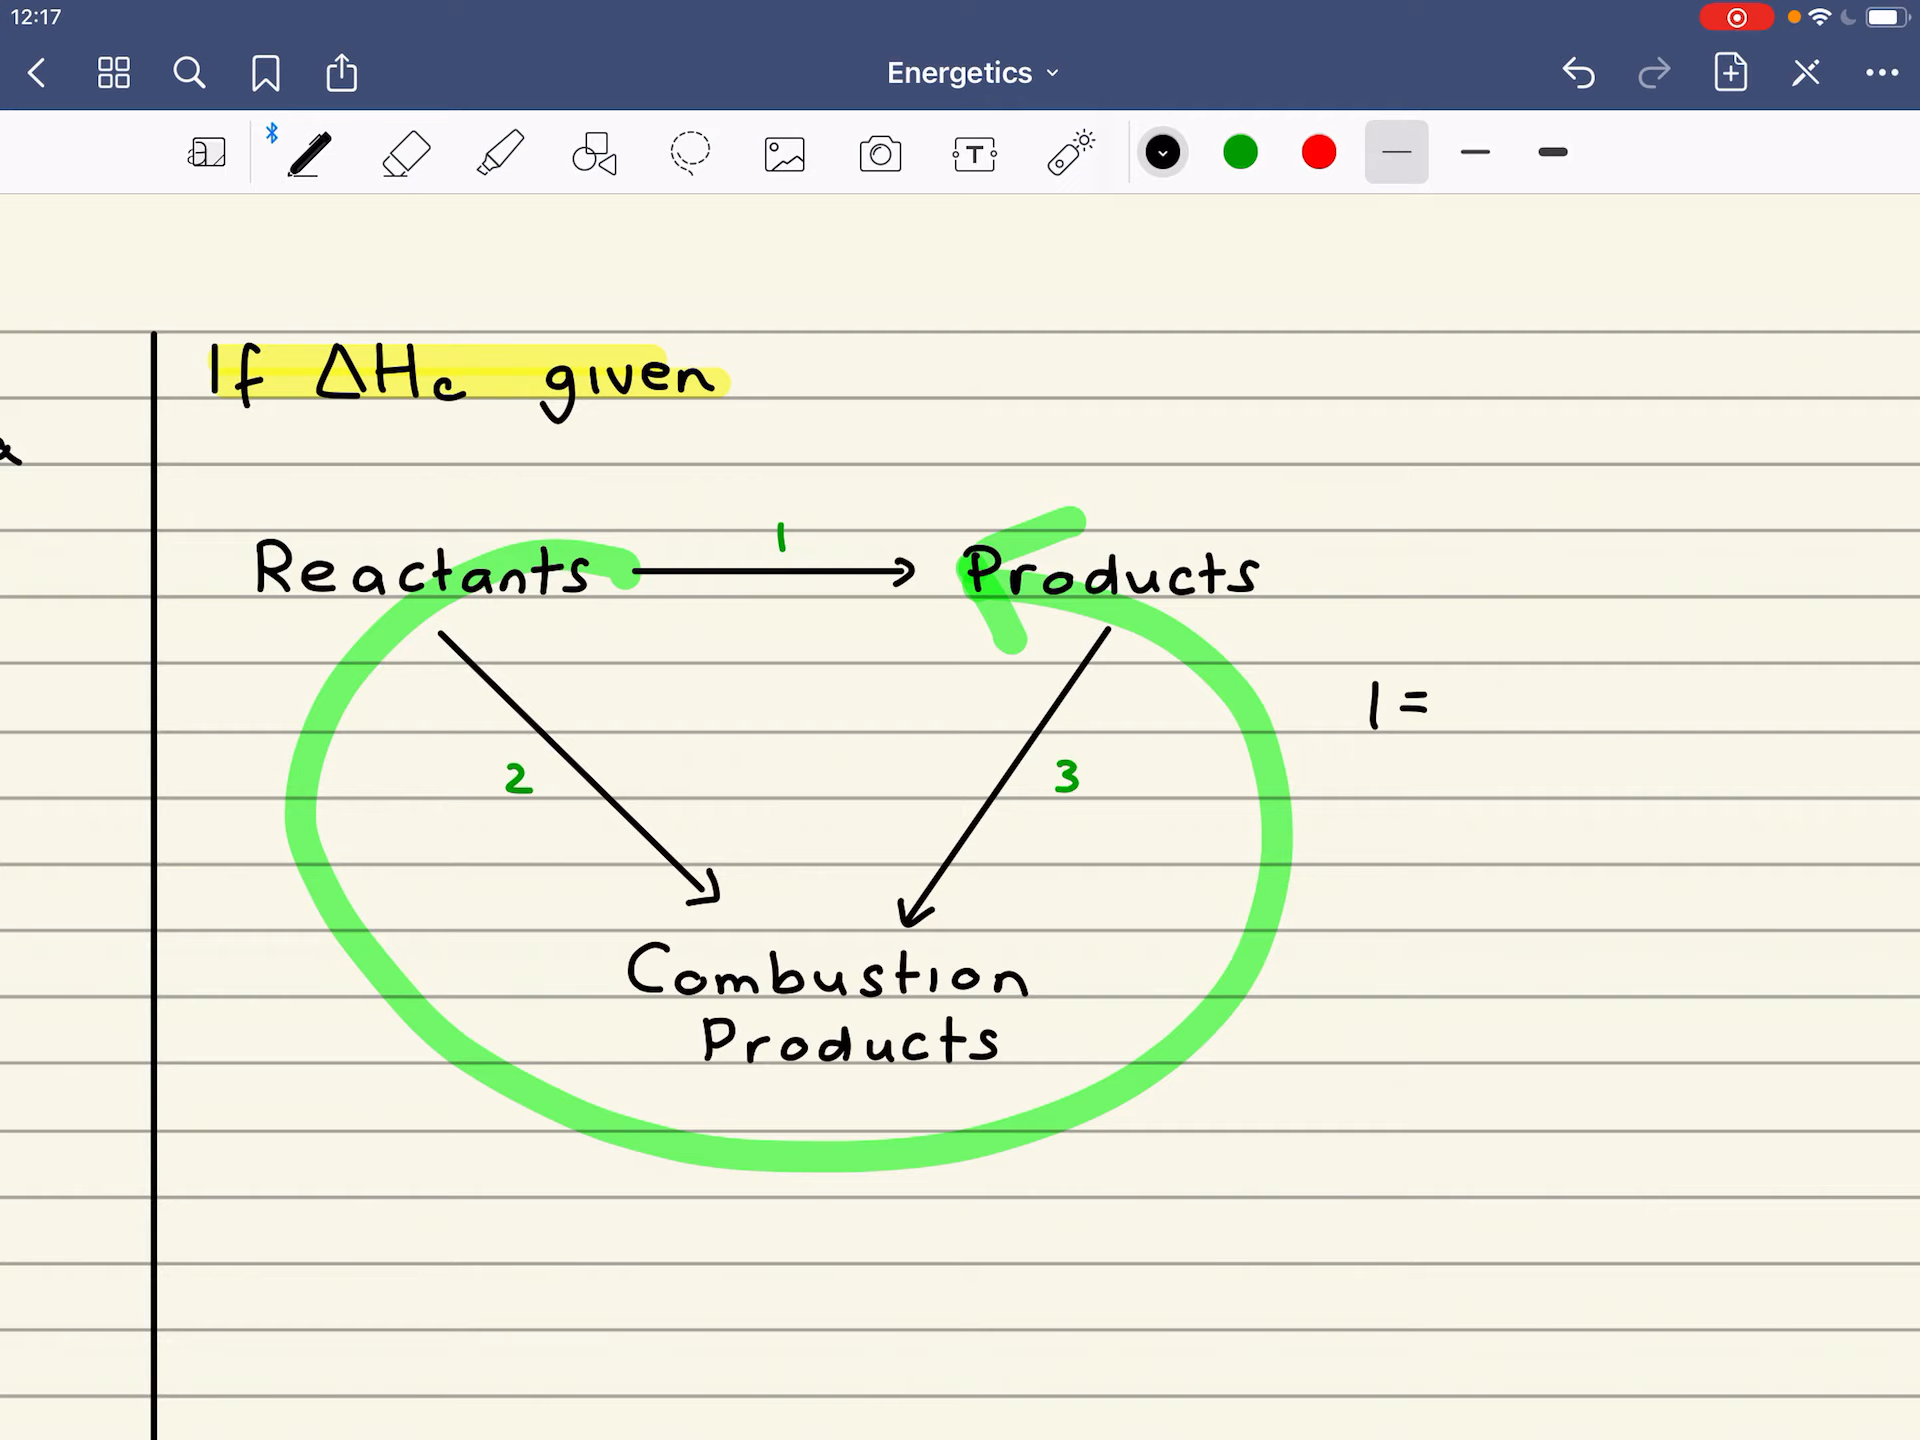 12:17
Energetics
If ΔHc given
Reactants 1 Products
1 =
2 3
Combustion
Products